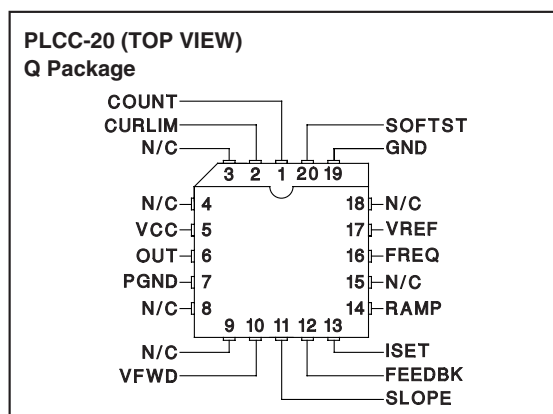 PLCC-20 (TOP VIEW)
Q Package
COUNT
CURLIM
SOFTST
N/C
GND
3 2 1 20 19
N/C 4
18 N/C
VCC 5
17 VREF
OUT 6
16 FREQ
PGND 7
15 N/C
N/C 8
14 RAMP
9 10 11 12 13
N/C
ISET
VFWD
FEEDBK
SLOPE